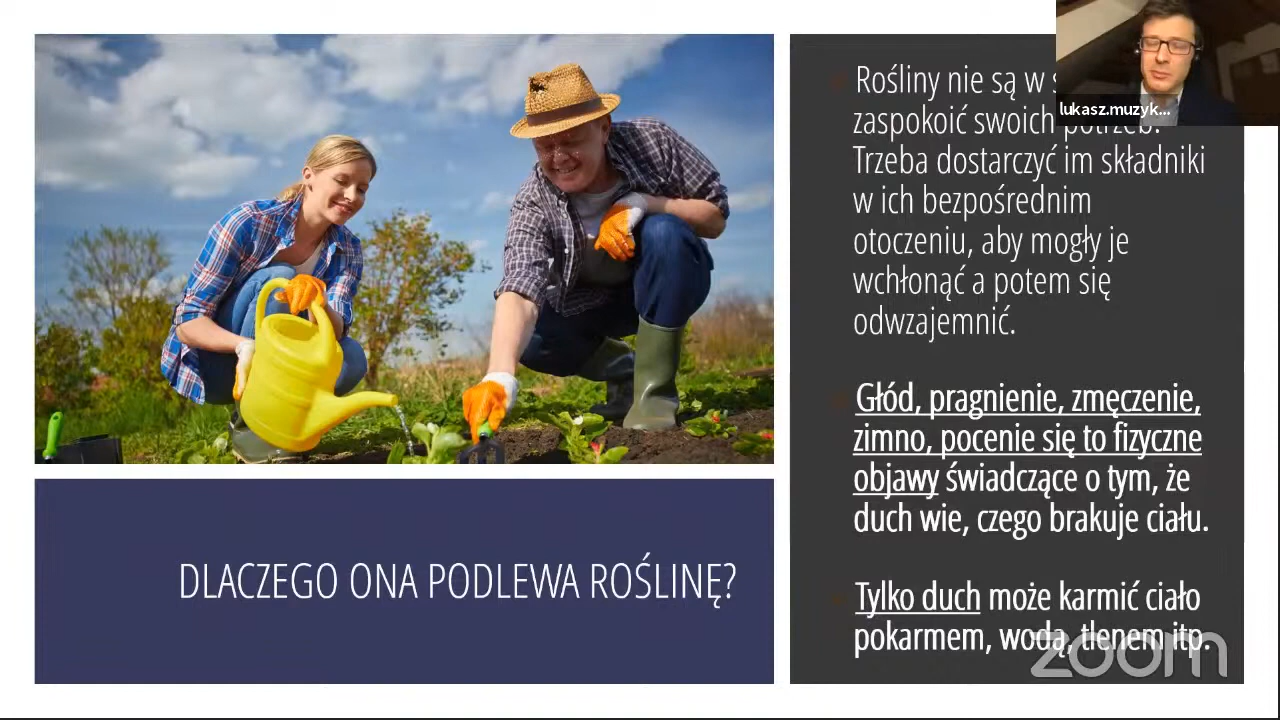 Rośliny nie są w
zaspokoić swoich potrzeb.
Trzeba dostarczyć im składniki
w ich bezpośrednim
otoczeniu, aby mogły je
wchłonąć a potem się
odwzajemnić.
Głód, pragnienie, zmęczenie,
zimno, pocenie się to fizyczne
objawy świadczące o tym, że
duch wie, czego brakuje ciału.
Tylko duch może karmić ciało
pokarmem, wodą, tlenem itp.
DLACZEGO ONA PODLEWA ROŚLINĘ?
lukasz.muzyk...
zoom